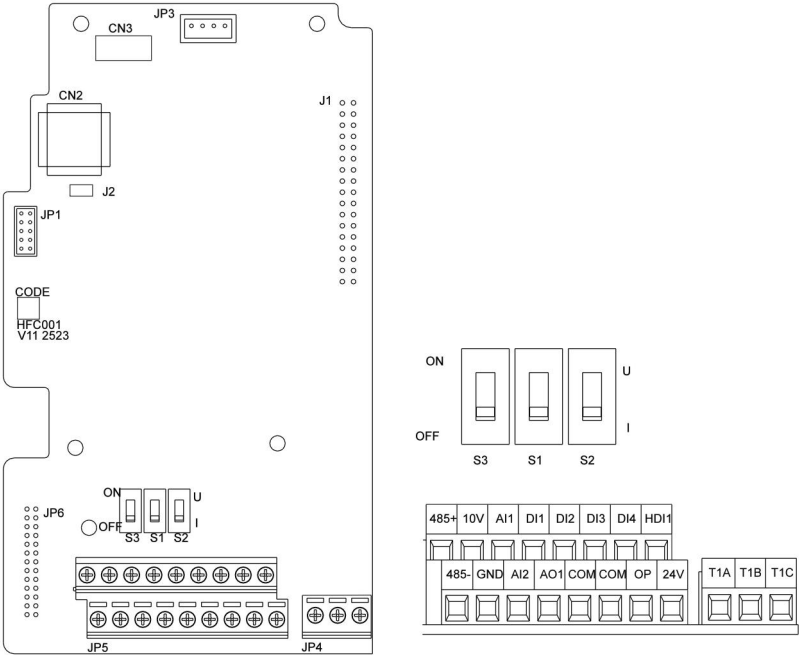 JP3
CN3
CN2
J1
J2
JP1
CODE
HFC001
V11 2523
JP6
ON
U
OFF
I
S3 S1 S2
JP5
JP4
ON
U
OFF
I
S3 S1 S2
485+ 10V AI1 DI1 DI2 DI3 DI4 HDI1
485- GND AI2 AO1 COM COM OP 24V
T1A T1B T1C